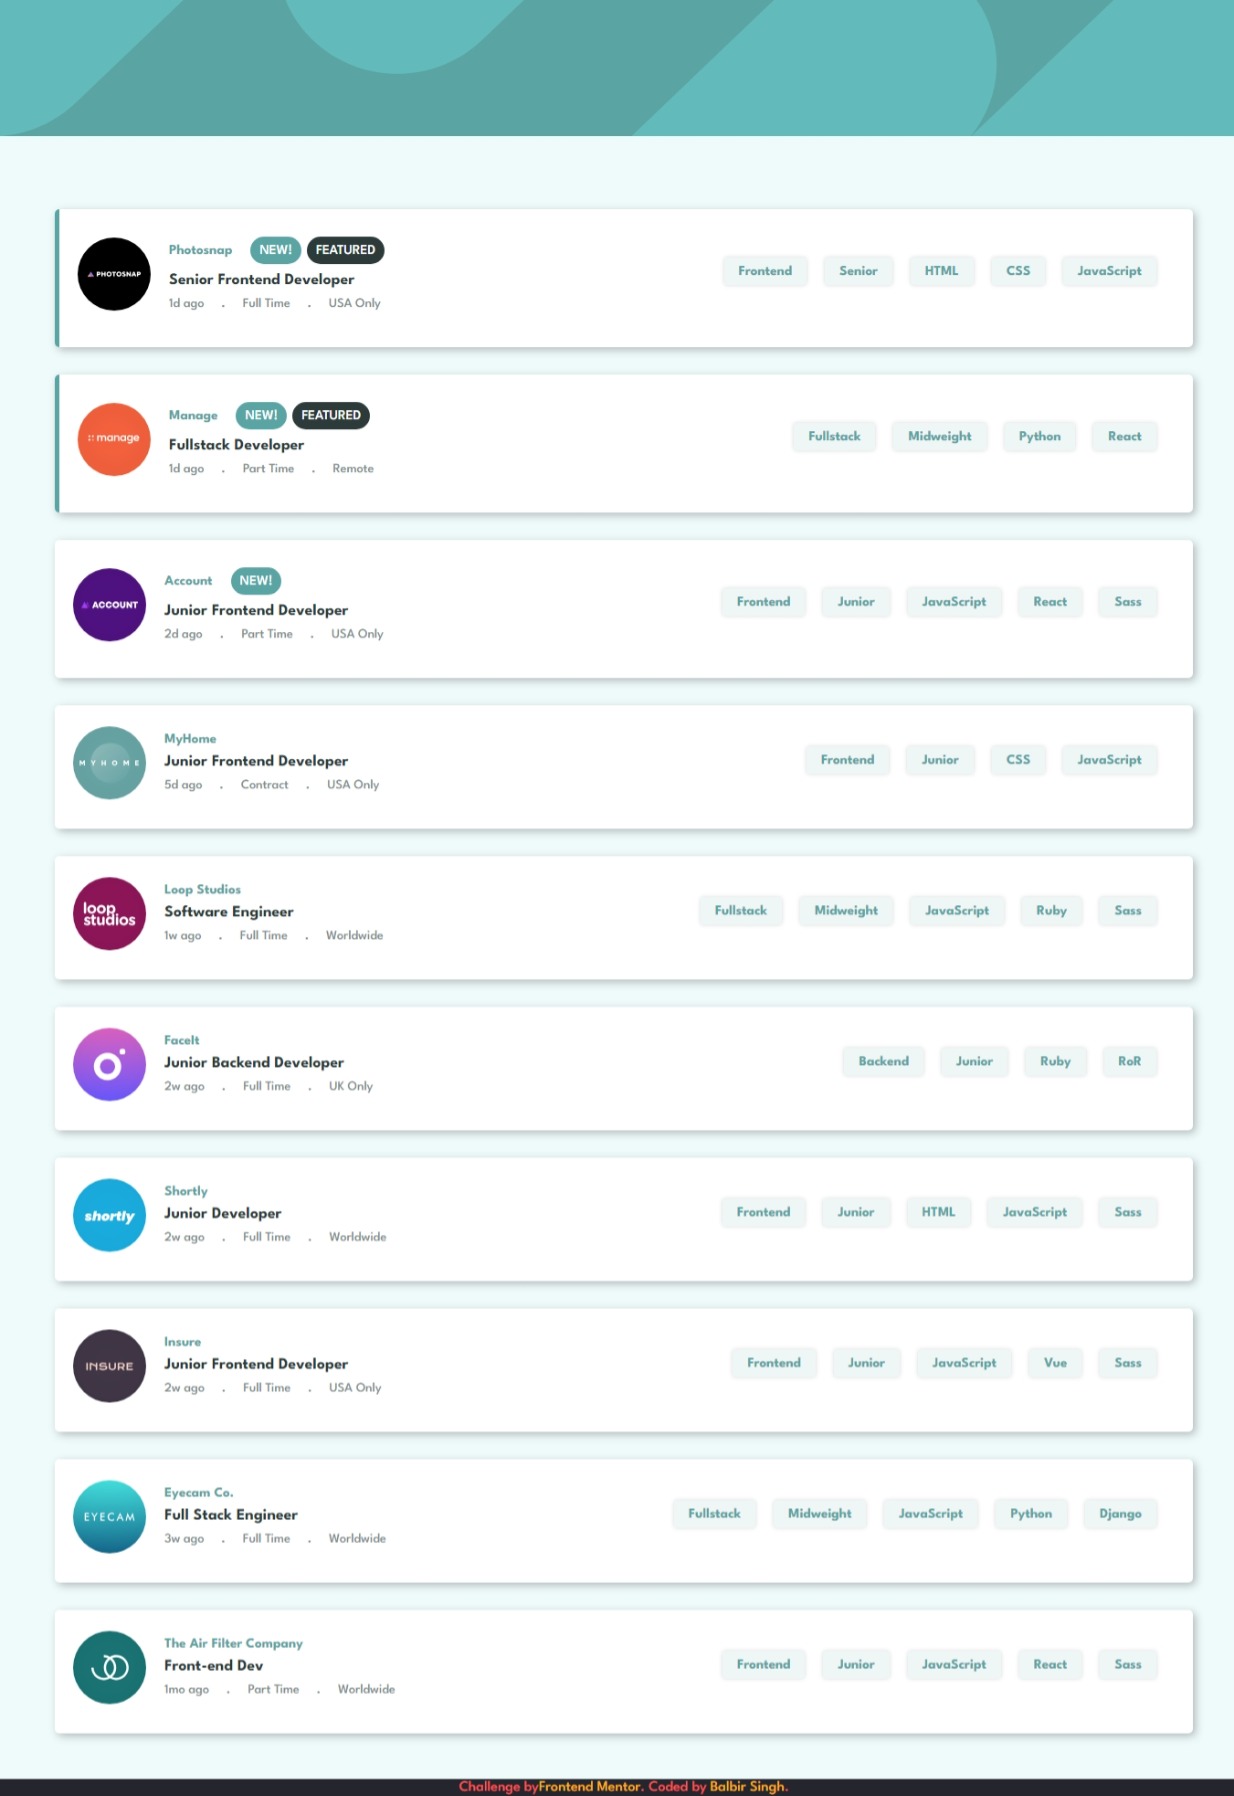 PHOTOSNAP
Photosnap NEW! FEATURED
Senior Frontend Developer
1d ago . Full Time . USA Only
Frontend Senior HTML CSS JavaScript
manage
Manage NEW! FEATURED
Fullstack Developer
1d ago . Part Time . Remote
Fullstack Midweight Python React
ACCOUNT
Account NEW!
Junior Frontend Developer
2d ago . Part Time . USA Only
Frontend Junior JavaScript React Sass
MYHOME
MyHome
Junior Frontend Developer
5d ago . Contract . USA Only
Frontend Junior CSS JavaScript
loop
studios
Loop Studios
Software Engineer
1w ago . Full Time . Worldwide
Fullstack Midweight JavaScript Ruby Sass
FaceIt
Junior Backend Developer
2w ago . Full Time . UK Only
Backend Junior Ruby RoR
shortly
Shortly
Junior Developer
2w ago . Full Time . Worldwide
Frontend Junior HTML JavaScript Sass
INSURE
Insure
Junior Frontend Developer
2w ago . Full Time . USA Only
Frontend Junior JavaScript Vue Sass
EYECAM
Eyecam Co.
Full Stack Engineer
3w ago . Full Time . Worldwide
Fullstack Midweight JavaScript Python Django
The Air Filter Company
Front-end Dev
1mo ago . Part Time . Worldwide
Frontend Junior JavaScript React Sass
Challenge byFrontend Mentor. Coded by Balbir Singh.